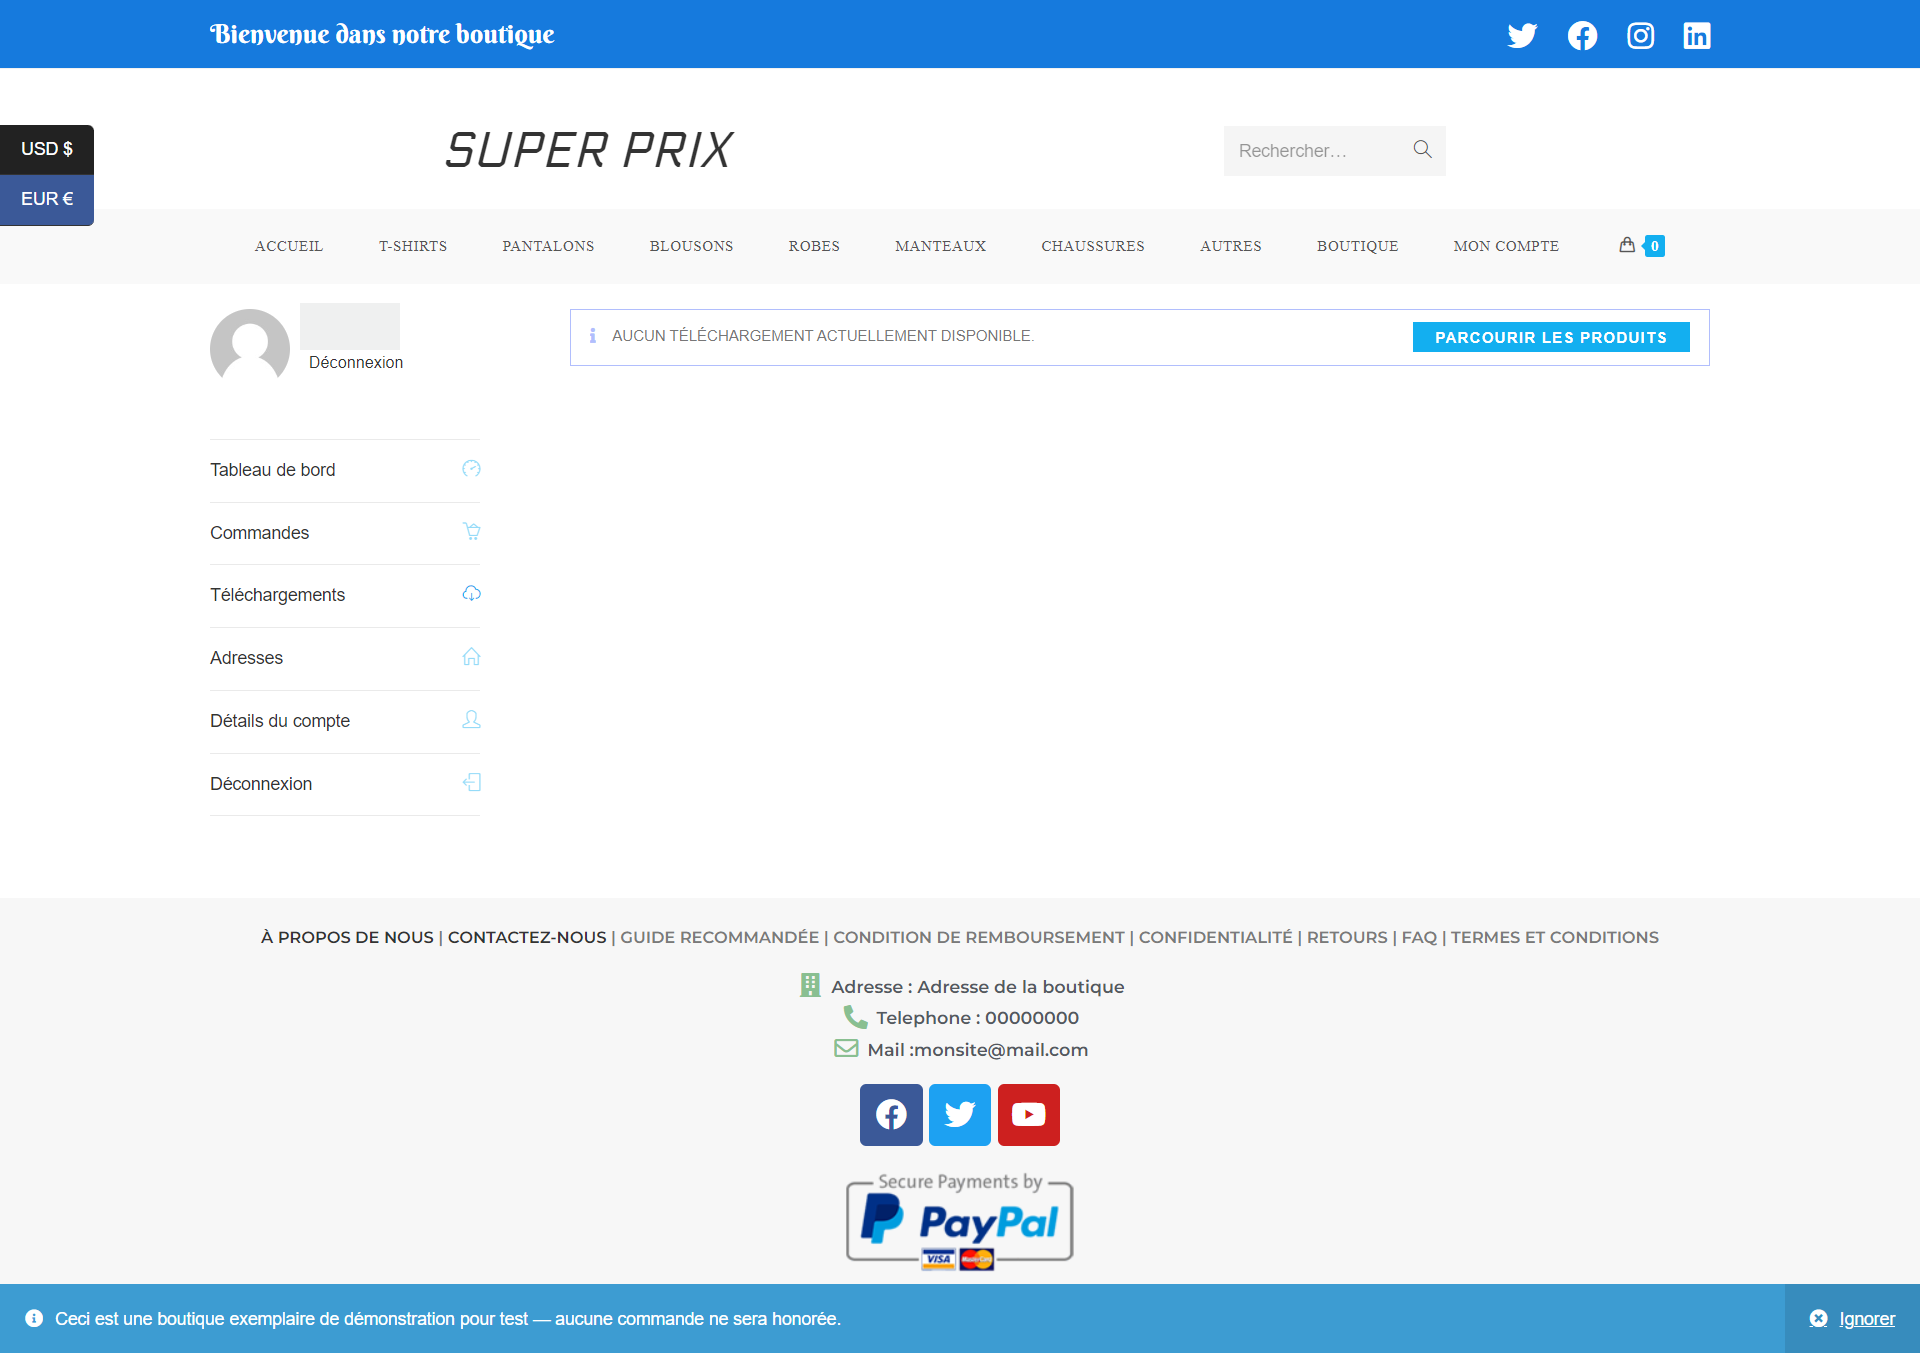 Bienvenue dans notre boutique
USD $
EUR €
SUPER PRIX
Rechercher…
ACCUEIL T-SHIRTS PANTALONS BLOUSONS ROBES MANTEAUX CHAUSSURES AUTRES BOUTIQUE MON COMPTE 0
Déconnexion
AUCUN TÉLÉCHARGEMENT ACTUELLEMENT DISPONIBLE.
PARCOURIR LES PRODUITS
Tableau de bord
Commandes
Téléchargements
Adresses
Détails du compte
Déconnexion
À PROPOS DE NOUS | CONTACTEZ-NOUS | GUIDE RECOMMANDÉE | CONDITION DE REMBOURSEMENT | CONFIDENTIALITÉ | RETOURS | FAQ | TERMES ET CONDITIONS
Adresse : Adresse de la boutique
Telephone : 00000000
Mail :monsite@mail.com
Secure Payments by
PayPal
VISA MasterCard
Ceci est une boutique exemplaire de démonstration pour test — aucune commande ne sera honorée.
Ignorer